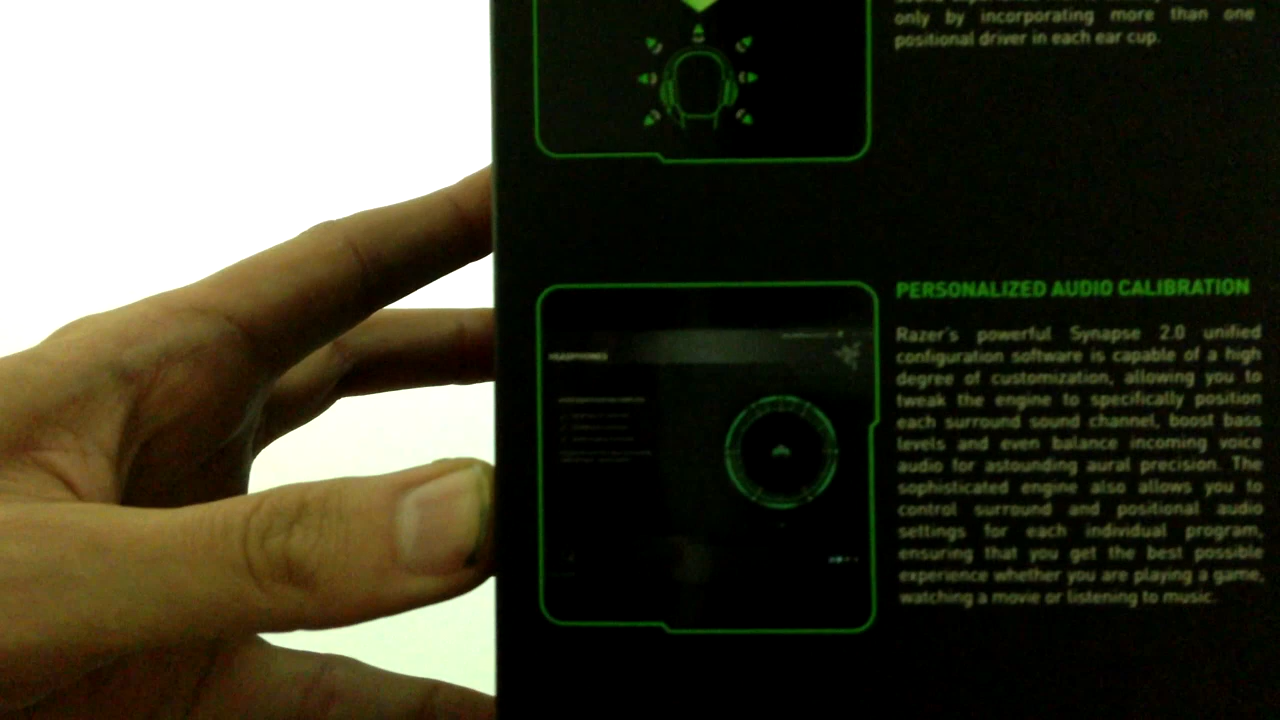 only by incorporating more than one
positional driver in each ear cup.
HEADPHONES
PERSONALIZED AUDIO CALIBRATION
Razer's powerful Synapse 2.0 unified
configuration software is capable of a high
degree of customization, allowing you to
tweak the engine to specifically position
each surround sound channel, boost bass
levels and even balance incoming voice
audio for astounding aural precision. The
sophisticated engine also allows you to
control surround and positional audio
settings for each individual program,
ensuring that you get the best possible
experience whether you are playing a game,
watching a movie or listening to music.